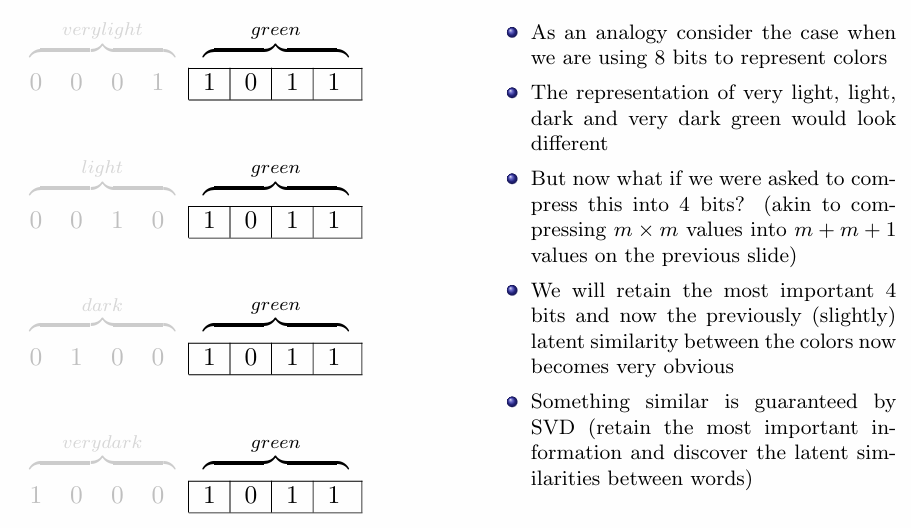 verylight green
0 0 0 1 1 0 1 1
light green
0 0 1 0 1 0 1 1
dark green
0 1 0 0 1 0 1 1
verydark green
1 0 0 0 1 0 1 1
As an analogy consider the case when
we are using 8 bits to represent colors
The representation of very light, light,
dark and very dark green would look
different
But now what if we were asked to com-
press this into 4 bits? (akin to com-
pressing m × m values into m + m + 1
values on the previous slide)
We will retain the most important 4
bits and now the previously (slightly)
latent similarity between the colors now
becomes very obvious
Something similar is guaranteed by
SVD (retain the most important in-
formation and discover the latent sim-
ilarities between words)